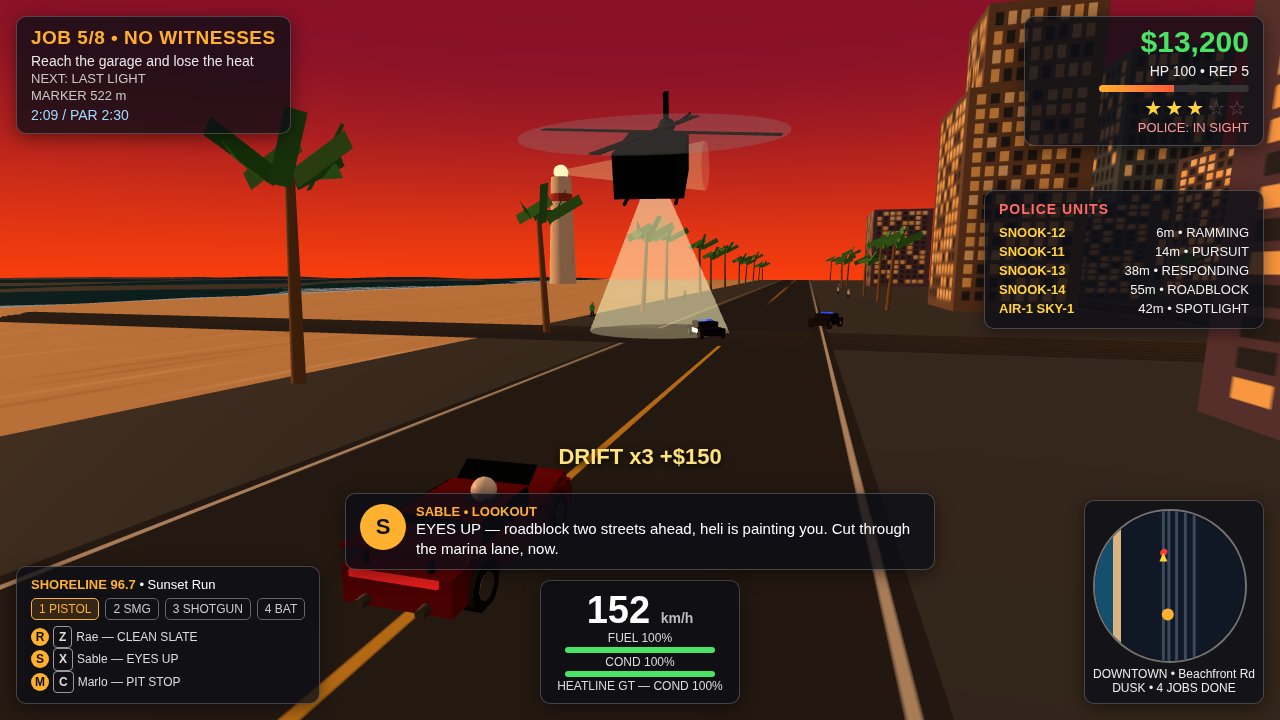 JOB 5/8 • NO WITNESSES
Reach the garage and lose the heat
NEXT: LAST LIGHT
MARKER 522 m
2:09 / PAR 2:30
$13,200
HP 100 • REP 5
★★★☆☆
POLICE: IN SIGHT
POLICE UNITS
SNOOK-12 6m • RAMMING
SNOOK-11 14m • PURSUIT
SNOOK-13 38m • RESPONDING
SNOOK-14 55m • ROADBLOCK
AIR-1 SKY-1 42m • SPOTLIGHT
DRIFT x3 +$150
S
SABLE • LOOKOUT
EYES UP — roadblock two streets ahead, heli is painting you. Cut through
the marina lane, now.
SHORELINE 96.7 • Sunset Run
1 PISTOL 2 SMG 3 SHOTGUN 4 BAT
R Z Rae — CLEAN SLATE
S X Sable — EYES UP
M C Marlo — PIT STOP
152 km/h
FUEL 100%
COND 100%
HEATLINE GT — COND 100%
DOWNTOWN • Beachfront Rd
DUSK • 4 JOBS DONE